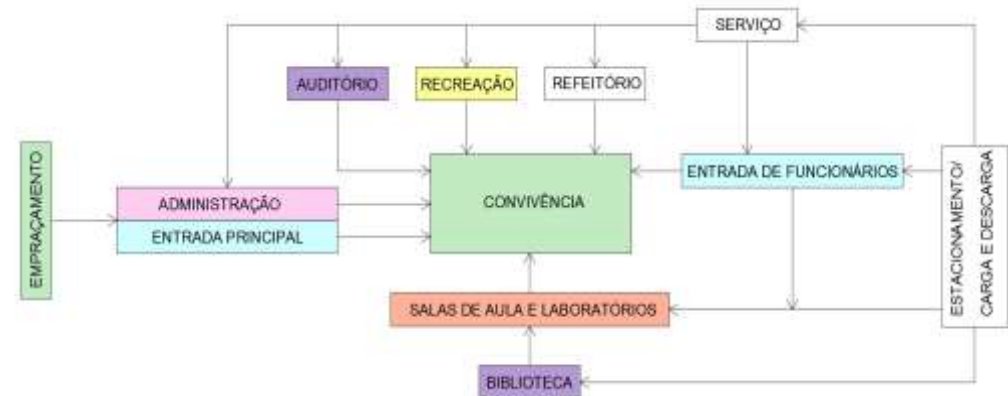 SERVIÇO
AUDITÓRIO
RECREAÇÃO
REFEITÓRIO
EMPRAÇAMENTO
ADMINISTRAÇÃO
ENTRADA PRINCIPAL
CONVIVÊNCIA
ENTRADA DE FUNCIONÁRIOS
ESTACIONAMENTO/
CARGA E DESCARGA
SALAS DE AULA E LABORATÓRIOS
BIBLIOTECA